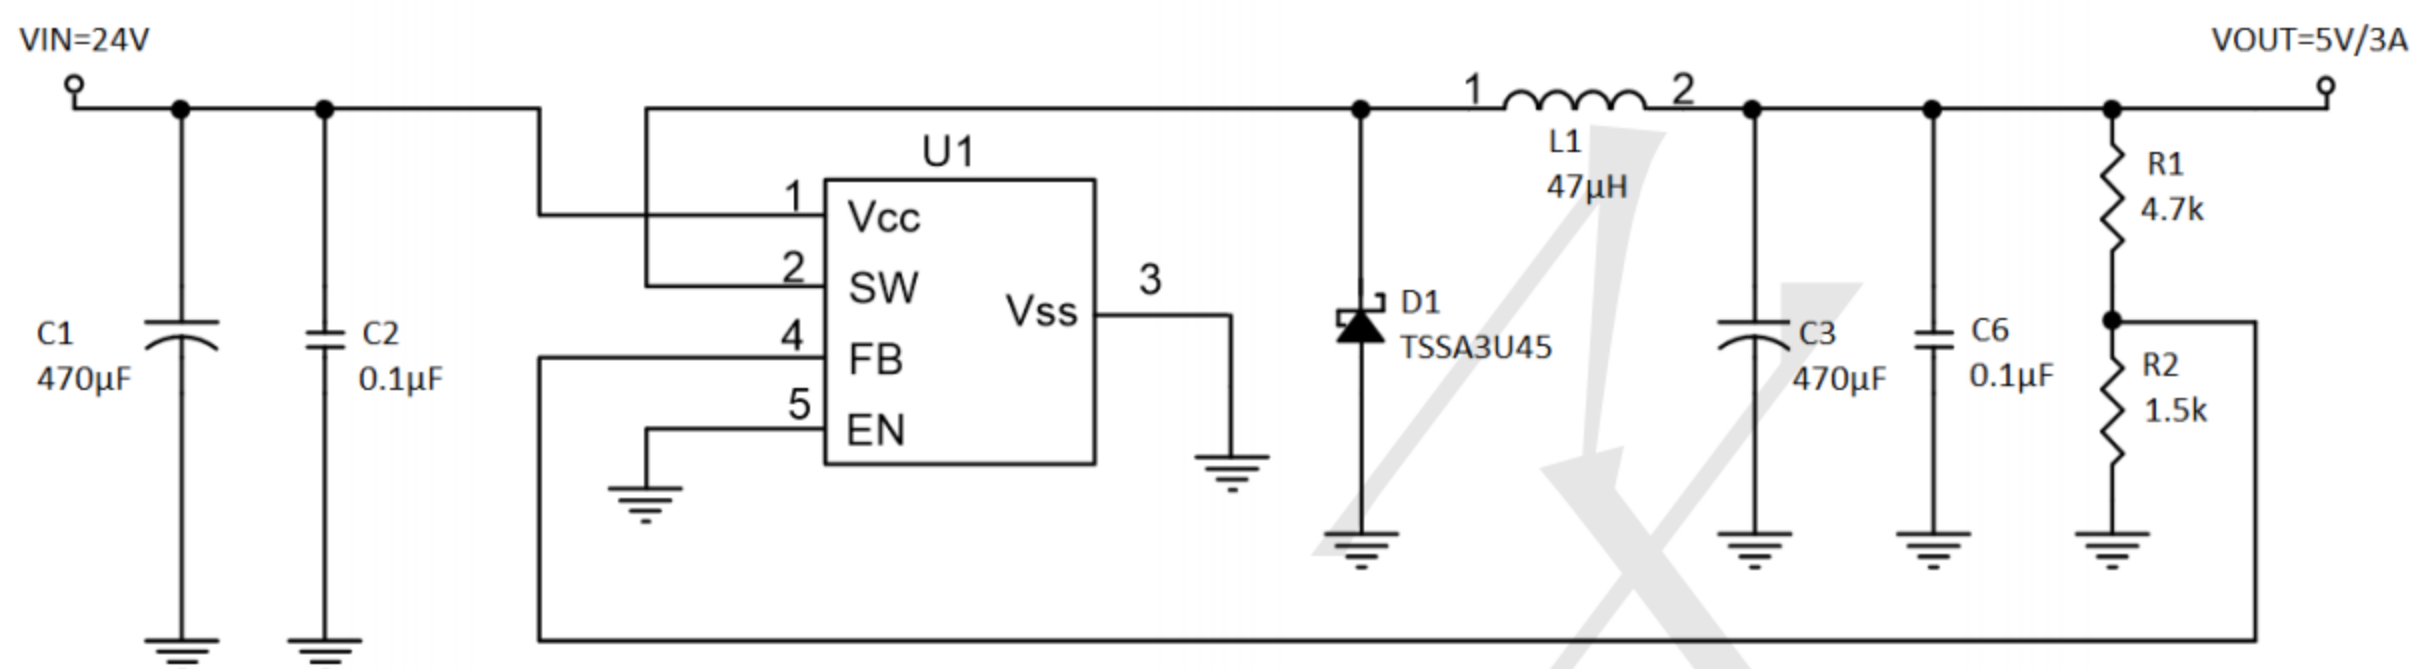 VIN=24V
VOUT=5V/3A
1
2
L1
47µH
R1
4.7k
U1
1
Vcc
2
SW
3
Vss
4
FB
5
EN
C1
470µF
C2
0.1µF
D1
TSSA3U45
C3
470µF
C6
0.1µF
R2
1.5k